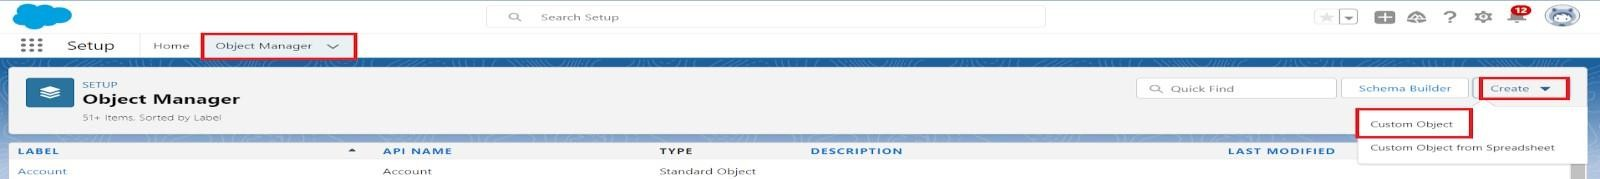 Search Setup
12
Setup
Home
Object Manager
SETUP
Object Manager
51+ Items, Sorted by Label
Quick Find
Schema Builder
Create
Custom Object
Custom Object from Spreadsheet
LABEL API NAME TYPE DESCRIPTION LAST MODIFIED
Account Account Standard Object